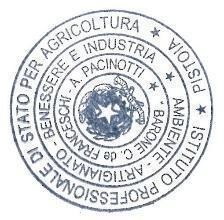 ISTITUTO PROFESSIONALE DI STATO PER AGRICOLTURA * PISTOIA *
AMBIENTE - ARTIGIANATO - BENESSERE E INDUSTRIA *
"BARONE C. de FRANCESCHI - A. PACINOTTI"